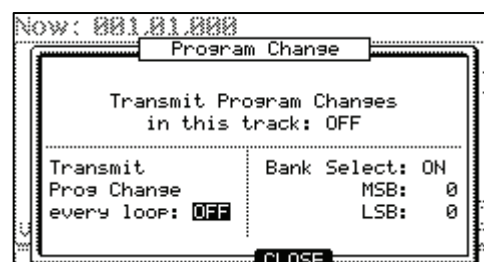 Now: 001,01,000
Program Change
Transmit Program Changes
in this track: OFF
Transmit
Prog Change
every loop: OFF
Bank Select: ON
MSB: 0
LSB: 0
CLOSE